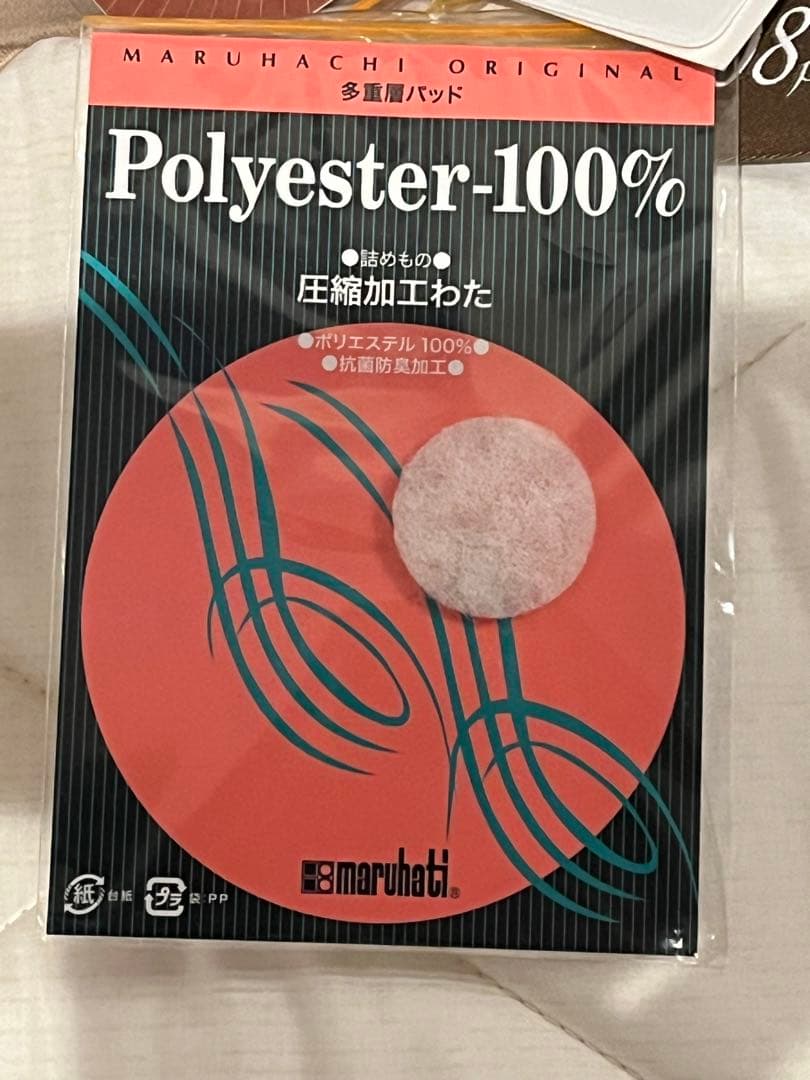 MARUHACHI ORIGINAL
多重層パッド
Polyester-100%
●詰めもの●
圧縮加工わた
●ポリエステル 100%●
●抗菌防臭加工●
maruhati®
紙 台紙 プラ 袋:PP
8